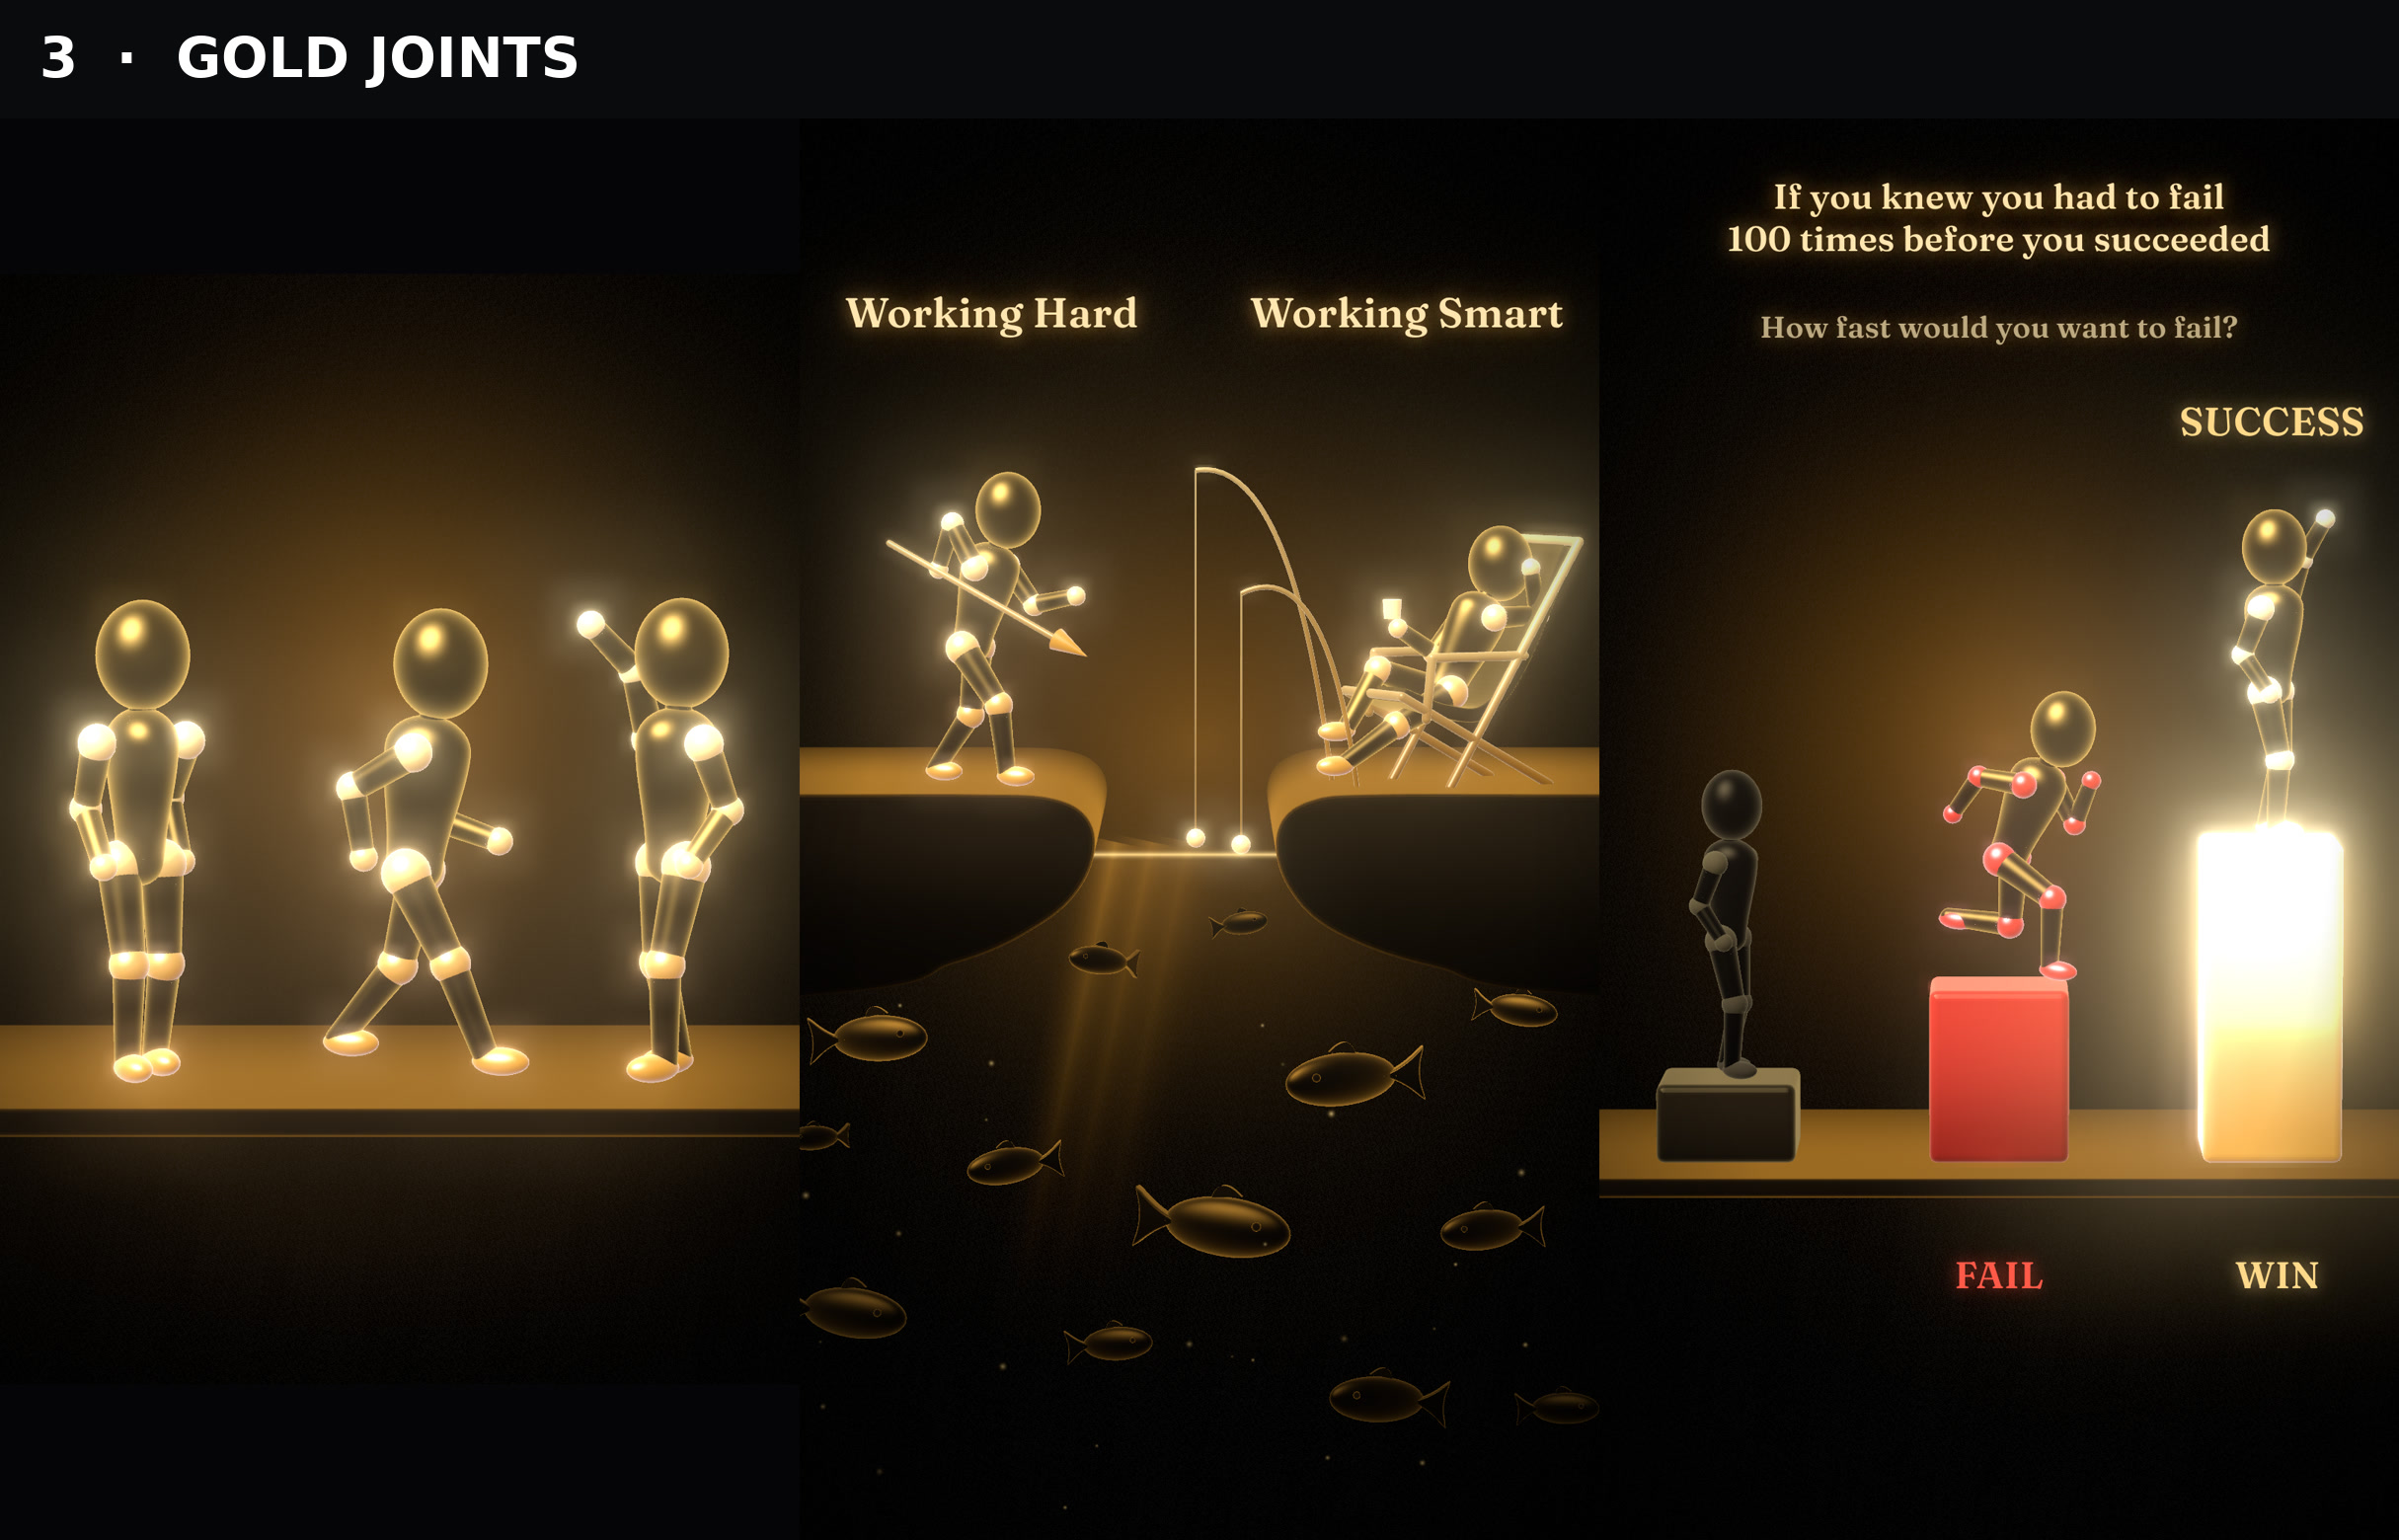 3 · GOLD JOINTS
Working Hard
Working Smart
If you knew you had to fail
100 times before you succeeded
How fast would you want to fail?
SUCCESS
FAIL
WIN